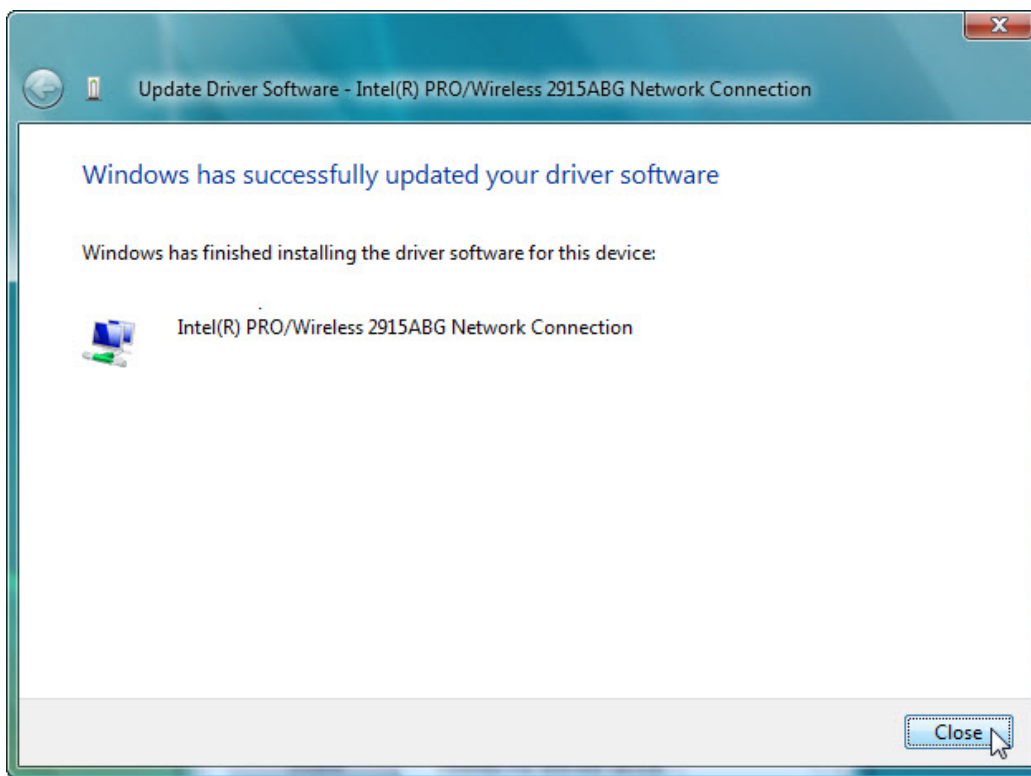 Update Driver Software - Intel(R) PRO/Wireless 2915ABG Network Connection
Windows has successfully updated your driver software
Windows has finished installing the driver software for this device:
Intel(R) PRO/Wireless 2915ABG Network Connection
Close